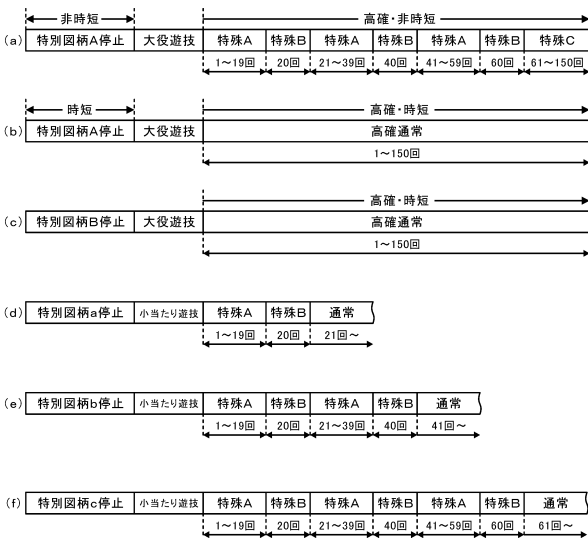 非時短 高確・非時短
(a) 特別図柄A停止 大役遊技 特殊A 特殊B 特殊A 特殊B 特殊A 特殊B 特殊C
1~19回 20回 21~39回 40回 41~59回 60回 61~150回
時短 高確・時短
(b) 特別図柄A停止 大役遊技 高確通常
1~150回
高確・時短
(c) 特別図柄B停止 大役遊技 高確通常
1~150回
(d) 特別図柄a停止 小当たり遊技 特殊A 特殊B 通常
1~19回 20回 21回~
(e) 特別図柄b停止 小当たり遊技 特殊A 特殊B 特殊A 特殊B 通常
1~19回 20回 21~39回 40回 41回~
(f) 特別図柄c停止 小当たり遊技 特殊A 特殊B 特殊A 特殊B 特殊A 特殊B 通常
1~19回 20回 21~39回 40回 41~59回 60回 61回~